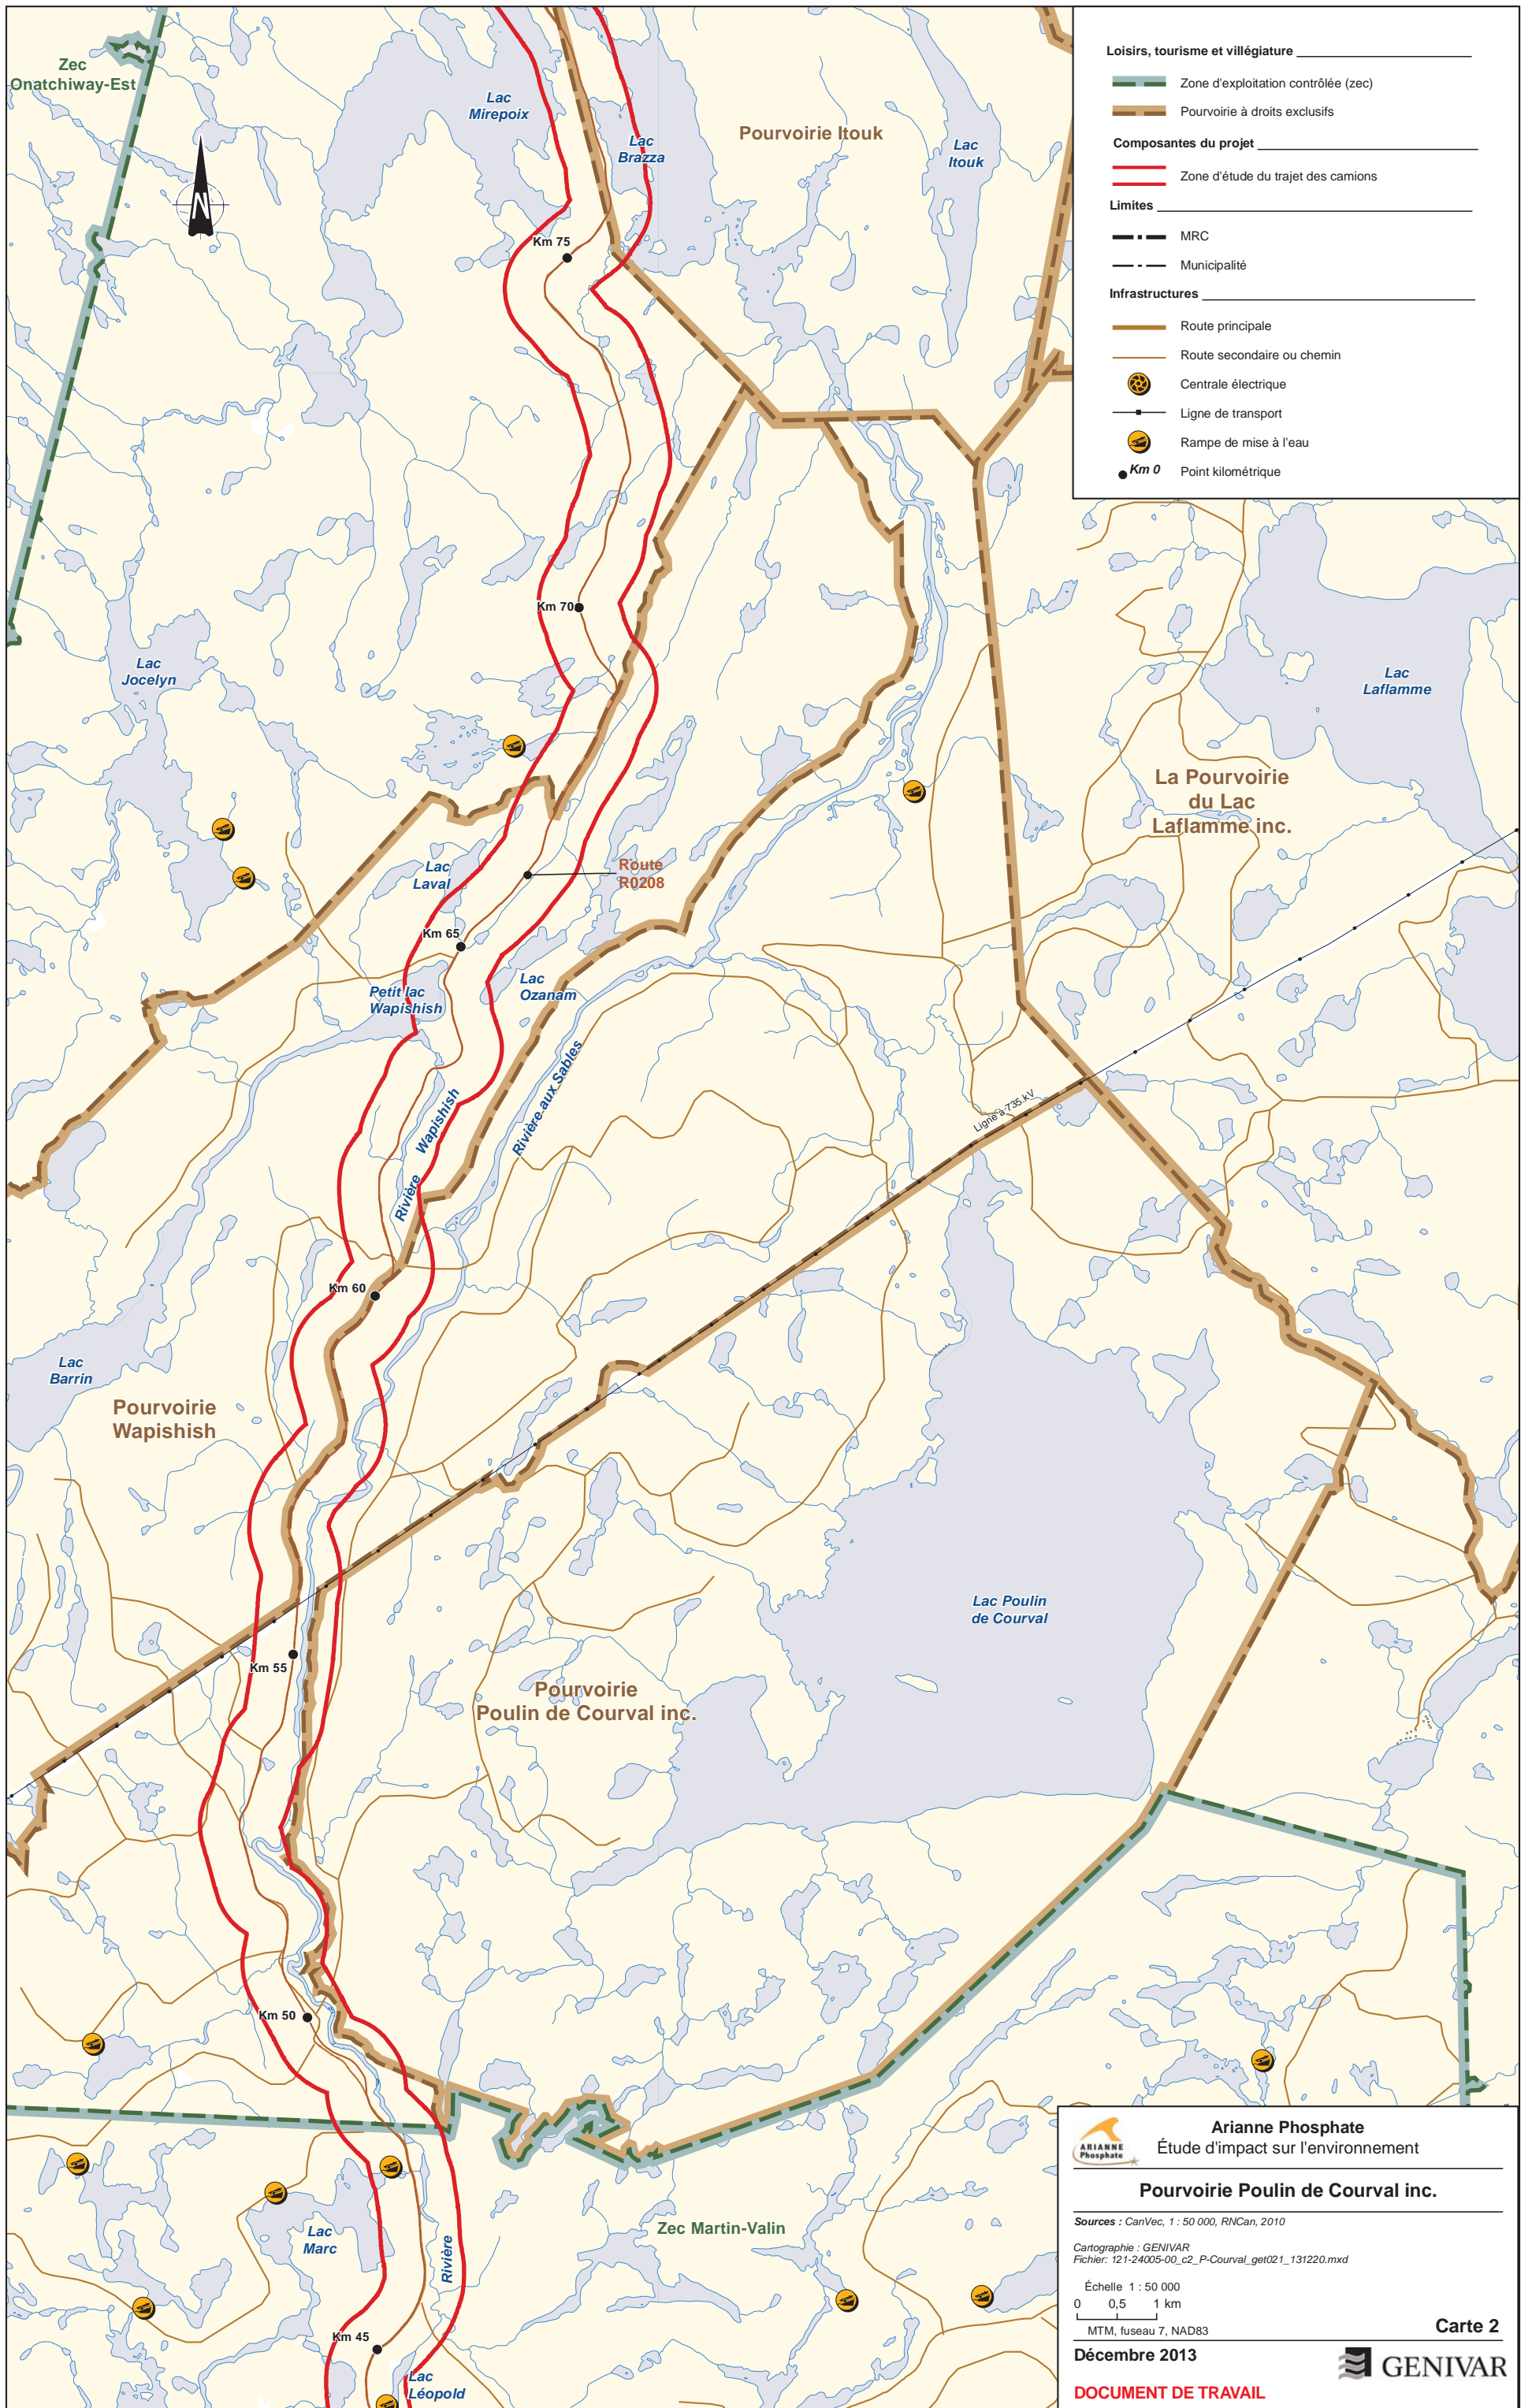 Zec
Onatchiway-Est
Lac
Mirepoix
Lac
Brazza
Pourvoirie Itouk
Lac
Itouk
N
Km 75
Loisirs, tourisme et villégiature
Zone d'exploitation contrôlée (zec)
Pourvoirie à droits exclusifs
Composantes du projet
Zone d'étude du trajet des camions
Limites
MRC
Municipalité
Infrastructures
Route principale
Route secondaire ou chemin
Centrale électrique
Ligne de transport
Rampe de mise à l'eau
Km 0
Point kilométrique
Km 70
Lac
Jocelyn
Lac
Laflamme
La Pourvoirie
du Lac
Laflamme inc.
Lac
Laval
Route
R0208
Km 65
Petit lac
Wapishish
Lac
Ozanam
Rivière aux Sables
Rivière Wapishish
Ligne à 735 kV
Km 60
Lac
Barrin
Pourvoirie
Wapishish
Lac Poulin
de Courval
Km 55
Pourvoirie
Poulin de Courval inc.
Km 50
Lac
Marc
Rivière
Zec Martin-Valin
Km 45
Lac
Léopold
ARIANNE
Phosphate
Arianne Phosphate
Étude d'impact sur l'environnement
Pourvoirie Poulin de Courval inc.
Sources : CanVec, 1 : 50 000, RNCan, 2010
Cartographie : GENIVAR
Fichier: 121-24005-00_c2_P-Courval_get021_131220.mxd
Échelle 1 : 50 000
0 0,5 1 km
MTM, fuseau 7, NAD83
Carte 2
Décembre 2013
GENIVAR
DOCUMENT DE TRAVAIL